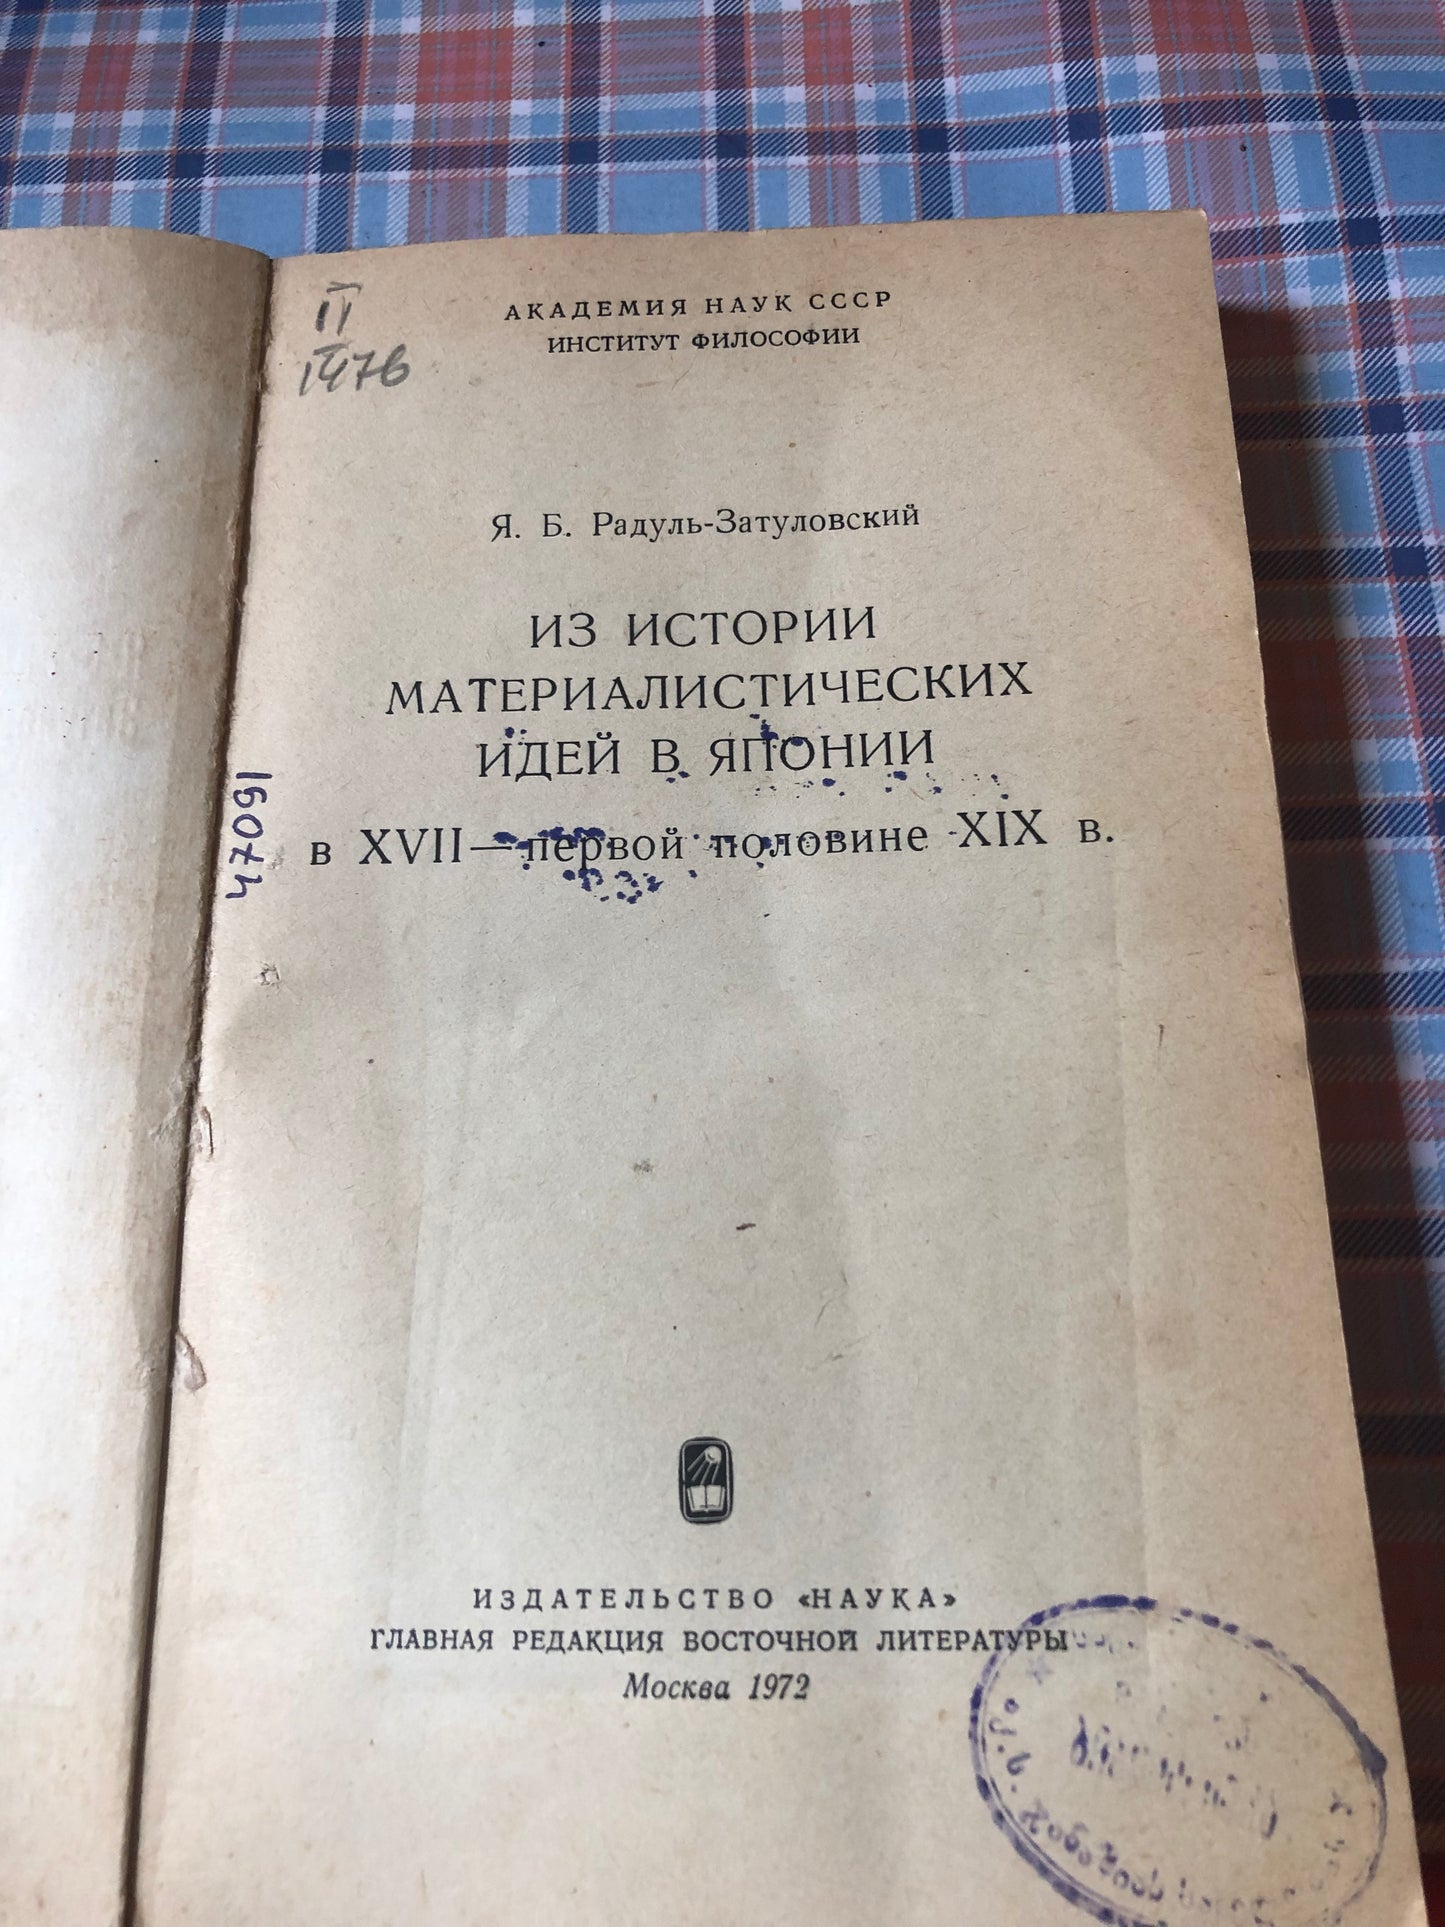 II
1476
АКАДЕМИЯ НАУК СССР
ИНСТИТУТ ФИЛОСОФИИ
Я. Б. Радуль-Затуловский
ИЗ ИСТОРИИ
МАТЕРИАЛИСТИЧЕСКИХ
ИДЕЙ В ЯПОНИИ
в XVII—первой половине XIX в.
47091
ИЗДАТЕЛЬСТВО «НАУКА»
ГЛАВНАЯ РЕДАКЦИЯ ВОСТОЧНОЙ ЛИТЕРАТУРЫ
Москва 1972